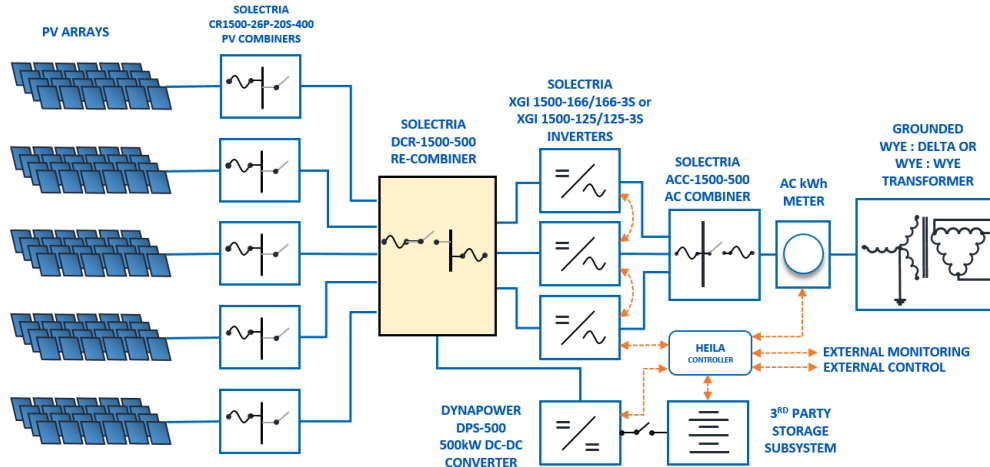 PV ARRAYS
SOLECTRIA
CR1500-26P-20S-400
PV COMBINERS
SOLECTRIA
DCR-1500-500
RE-COMBINER
SOLECTRIA
XGI 1500-166/166-3S or
XGI 1500-125/125-3S
INVERTERS
SOLECTRIA
ACC-1500-500
AC COMBINER
AC kWh
METER
GROUNDED
WYE : DELTA OR
WYE : WYE
TRANSFORMER
HEILA
CONTROLLER
EXTERNAL MONITORING
EXTERNAL CONTROL
DYNAPOWER
DPS-500
500kW DC-DC
CONVERTER
3RD PARTY
STORAGE
SUBSYSTEM